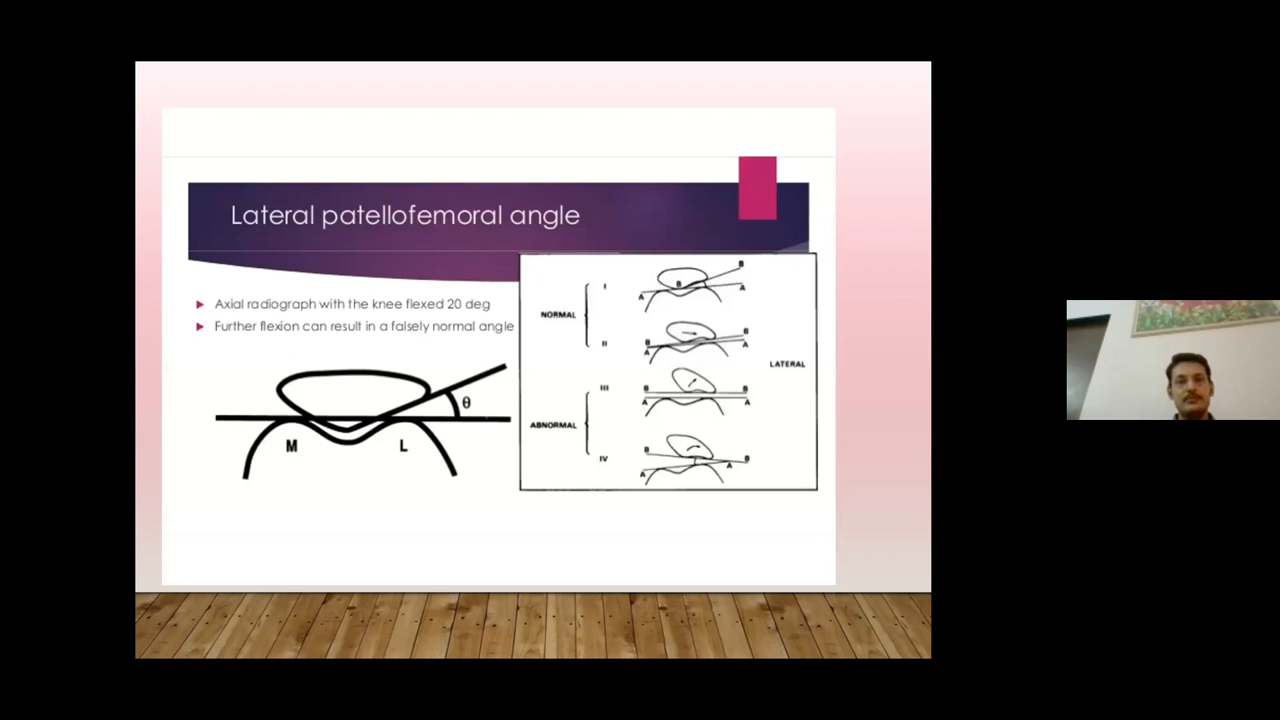 Lateral patellofemoral angle
Axial radiograph with the knee flexed 20 deg
Further flexion can result in a falsely normal angle
θ
M
L
B
I
B
A
A
NORMAL
B
II
B
A
A
LATERAL
III
B
B
A
A
ABNORMAL
B
IV
B
A
A